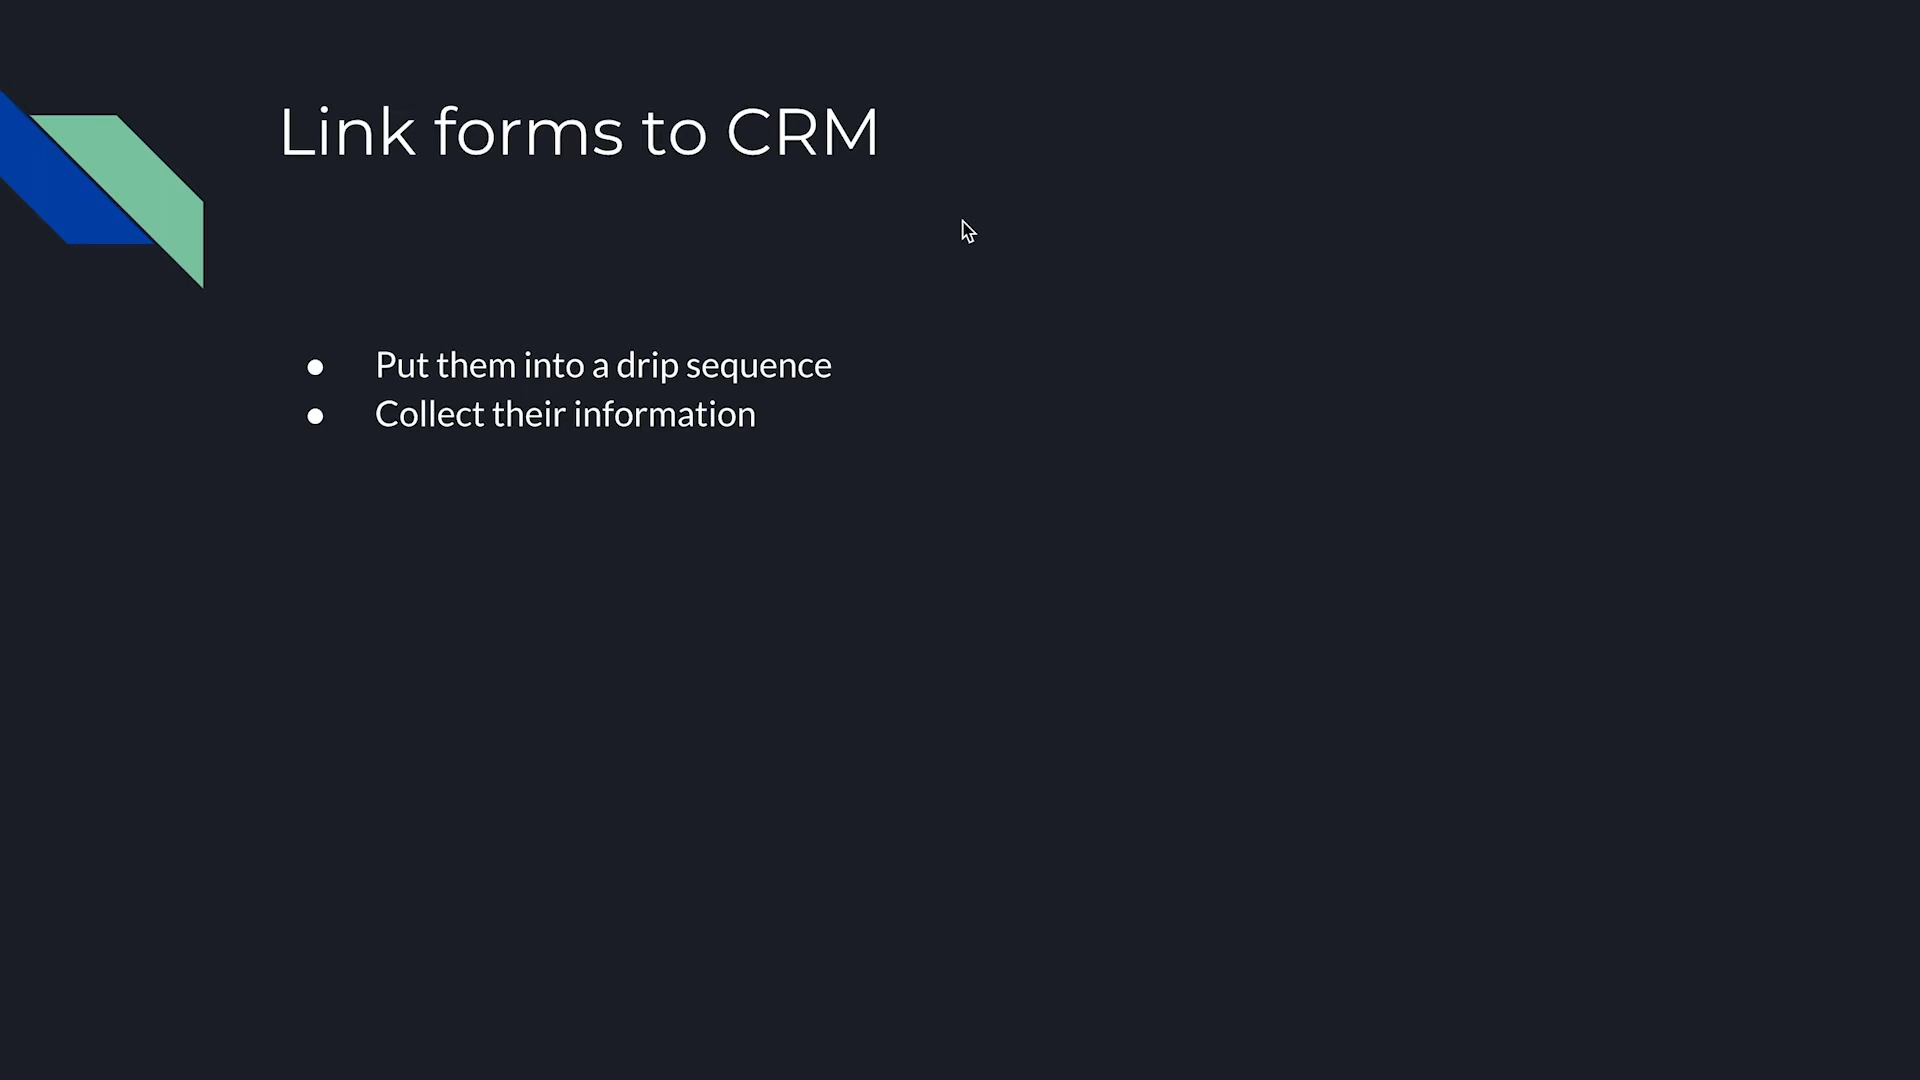 Link forms to CRM
● Put them into a drip sequence
● Collect their information